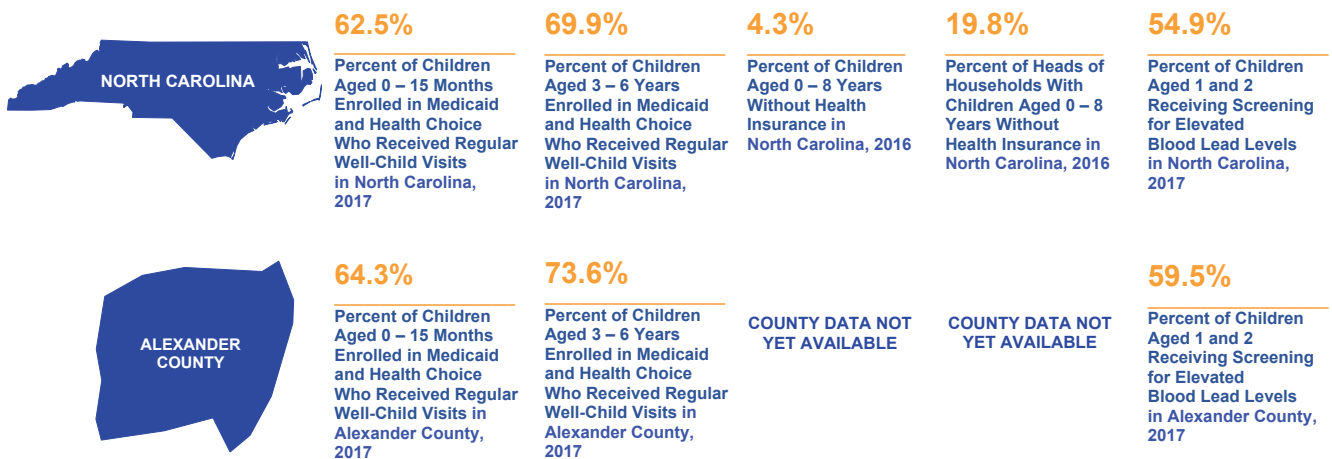 NORTH CAROLINA
62.5%
Percent of Children
Aged 0 – 15 Months
Enrolled in Medicaid
and Health Choice
Who Received Regular
Well-Child Visits
in North Carolina,
2017
69.9%
Percent of Children
Aged 3 – 6 Years
Enrolled in Medicaid
and Health Choice
Who Received Regular
Well-Child Visits
in North Carolina,
2017
4.3%
Percent of Children
Aged 0 – 8 Years
Without Health
Insurance in
North Carolina, 2016
19.8%
Percent of Heads of
Households With
Children Aged 0 – 8
Years Without
Health Insurance in
North Carolina, 2016
54.9%
Percent of Children
Aged 1 and 2
Receiving Screening
for Elevated
Blood Lead Levels
in North Carolina,
2017
ALEXANDER
COUNTY
64.3%
Percent of Children
Aged 0 – 15 Months
Enrolled in Medicaid
and Health Choice
Who Received Regular
Well-Child Visits in
Alexander County,
2017
73.6%
Percent of Children
Aged 3 – 6 Years
Enrolled in Medicaid
and Health Choice
Who Received Regular
Well-Child Visits in
Alexander County,
2017
COUNTY DATA NOT
YET AVAILABLE
COUNTY DATA NOT
YET AVAILABLE
59.5%
Percent of Children
Aged 1 and 2
Receiving Screening
for Elevated
Blood Lead Levels
in Alexander County,
2017